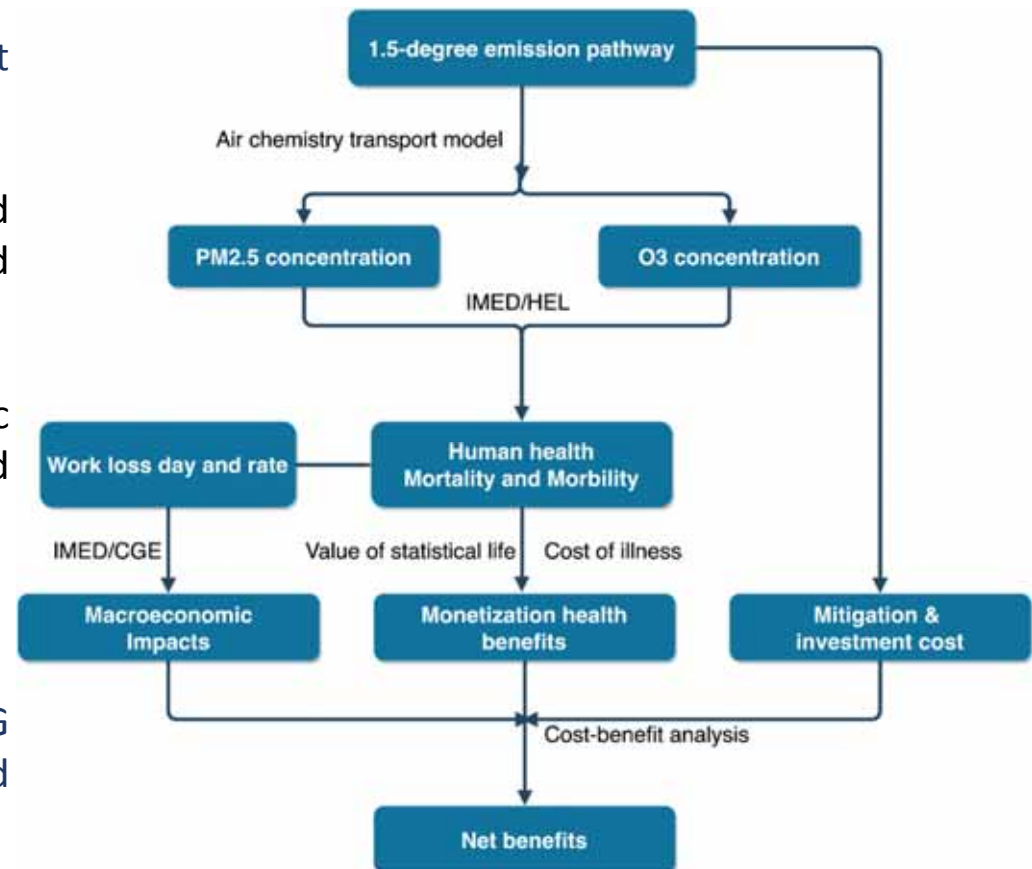 t
1.5-degree emission pathway
Air chemistry transport model
d
d
PM2.5 concentration
O3 concentration
IMED/HEL
c
d
Work loss day and rate
Human health
Mortality and Morbility
IMED/CGE
Value of statistical life
Cost of illness
Macroeconomic
Impacts
Monetization health
benefits
Mitigation &
investment cost
G
d
Cost-benefit analysis
Net benefits